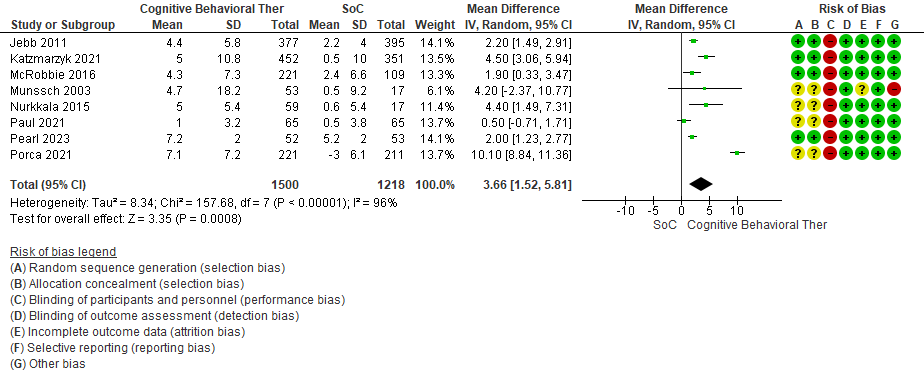 Cognitive Behavioral Ther SoC Mean Difference Mean Difference Risk of Bias
Study or Subgroup Mean SD Total Mean SD Total Weight IV, Random, 95% CI IV, Random, 95% CI A B C D E F G
Jebb 2011 4.4 5.8 377 2.2 4 395 14.1% 2.20 [1.49, 2.91] + + − + + + +
Katzmarzyk 2021 5 10.8 452 0.5 10 351 13.4% 4.50 [3.06, 5.94] + + − + + + +
McRobbie 2016 4.3 7.3 221 2.4 6.6 109 13.3% 1.90 [0.33, 3.47] + + − + + + +
Munssch 2003 4.7 18.2 53 0.5 9.2 17 6.2% 4.20 [-2.37, 10.77] ? ? − + ? + −
Nurkkala 2015 5 5.4 59 0.6 5.4 17 11.6% 4.40 [1.49, 7.31] ? ? − + + + +
Paul 2021 1 3.2 65 0.5 3.8 65 13.7% 0.50 [-0.71, 1.71] ? ? − + + + +
Pearl 2023 7.2 2 52 5.2 2 53 14.0% 2.00 [1.23, 2.77] + + − + + + +
Porca 2021 7.1 7.2 221 -3 6.1 211 13.7% 10.10 [8.84, 11.36] ? ? − + + + +
Total (95% CI) 1500 1218 100.0% 3.66 [1.52, 5.81]
Heterogeneity: Tau² = 8.34; Chi² = 157.68, df = 7 (P < 0.00001); I² = 96%
Test for overall effect: Z = 3.35 (P = 0.0008)
-10 -5 0 5 10
SoC Cognitive Behavioral Ther
Risk of bias legend
(A) Random sequence generation (selection bias)
(B) Allocation concealment (selection bias)
(C) Blinding of participants and personnel (performance bias)
(D) Blinding of outcome assessment (detection bias)
(E) Incomplete outcome data (attrition bias)
(F) Selective reporting (reporting bias)
(G) Other bias